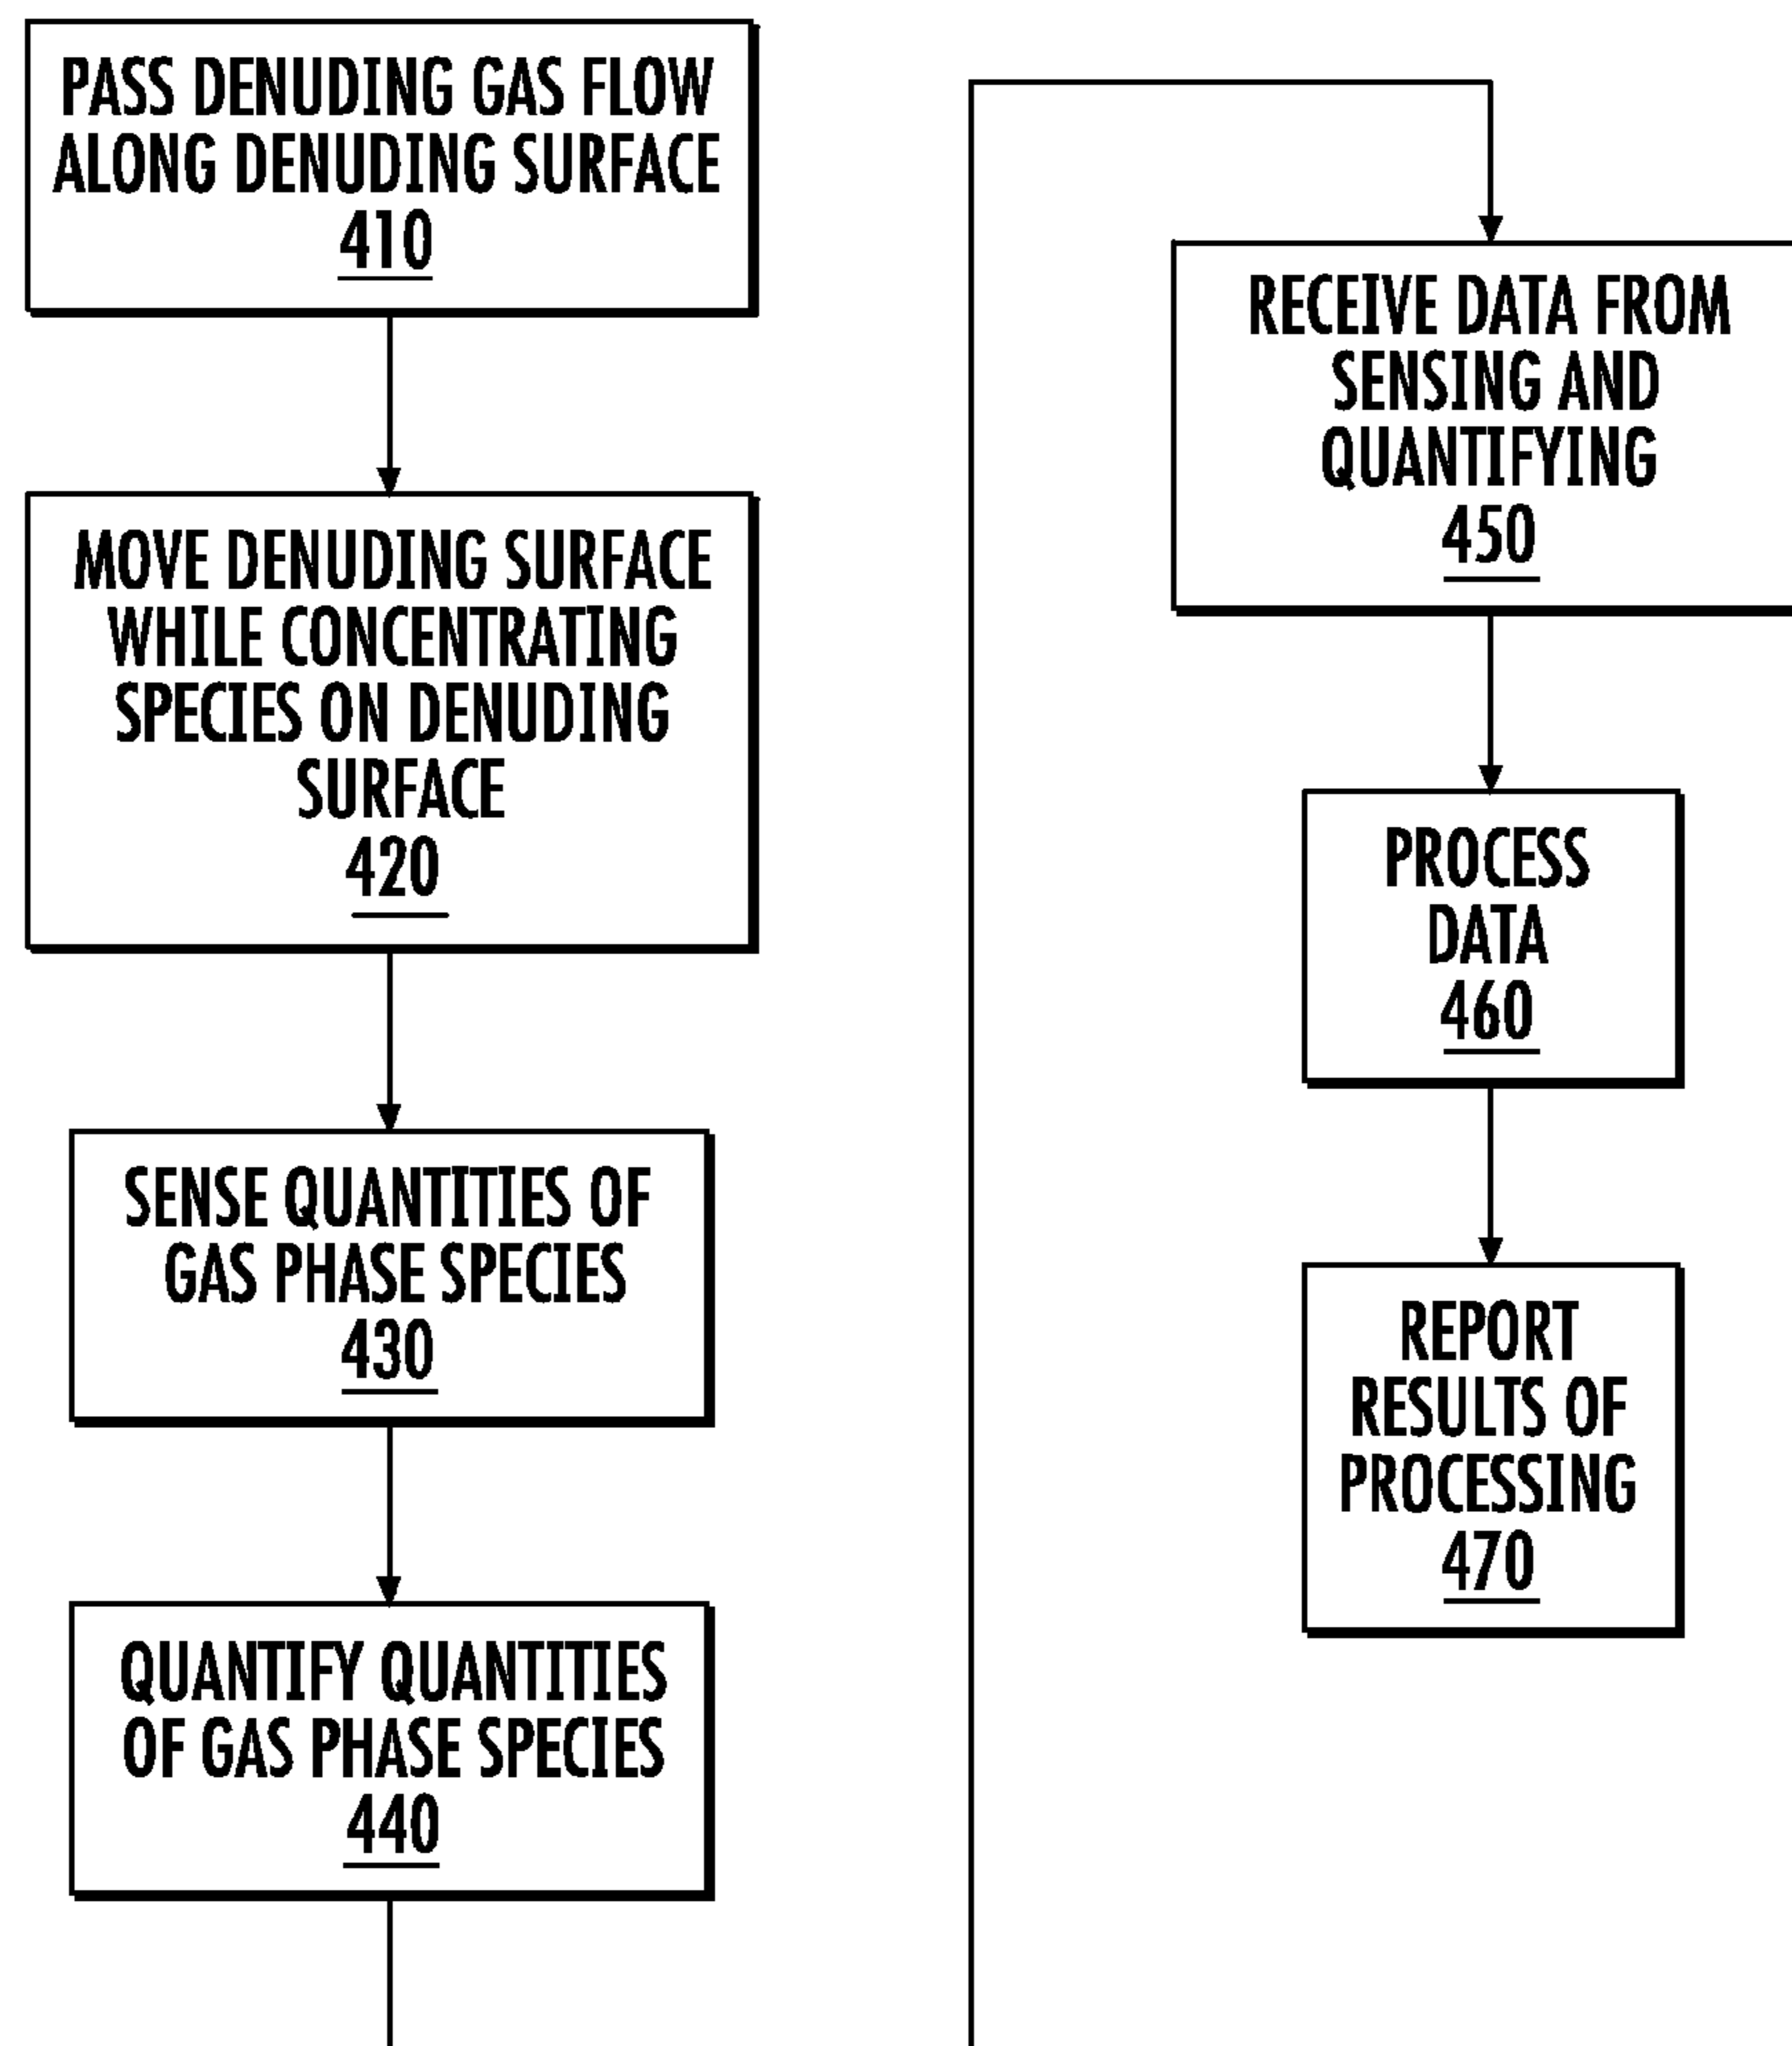 PASS DENUDING GAS FLOW
ALONG DENUDING SURFACE
410
MOVE DENUDING SURFACE
WHILE CONCENTRATING
SPECIES ON DENUDING
SURFACE
420
SENSE QUANTITIES OF
GAS PHASE SPECIES
430
QUANTIFY QUANTITIES
OF GAS PHASE SPECIES
440
RECEIVE DATA FROM
SENSING AND
QUANTIFYING
450
PROCESS
DATA
460
REPORT
RESULTS OF
PROCESSING
470